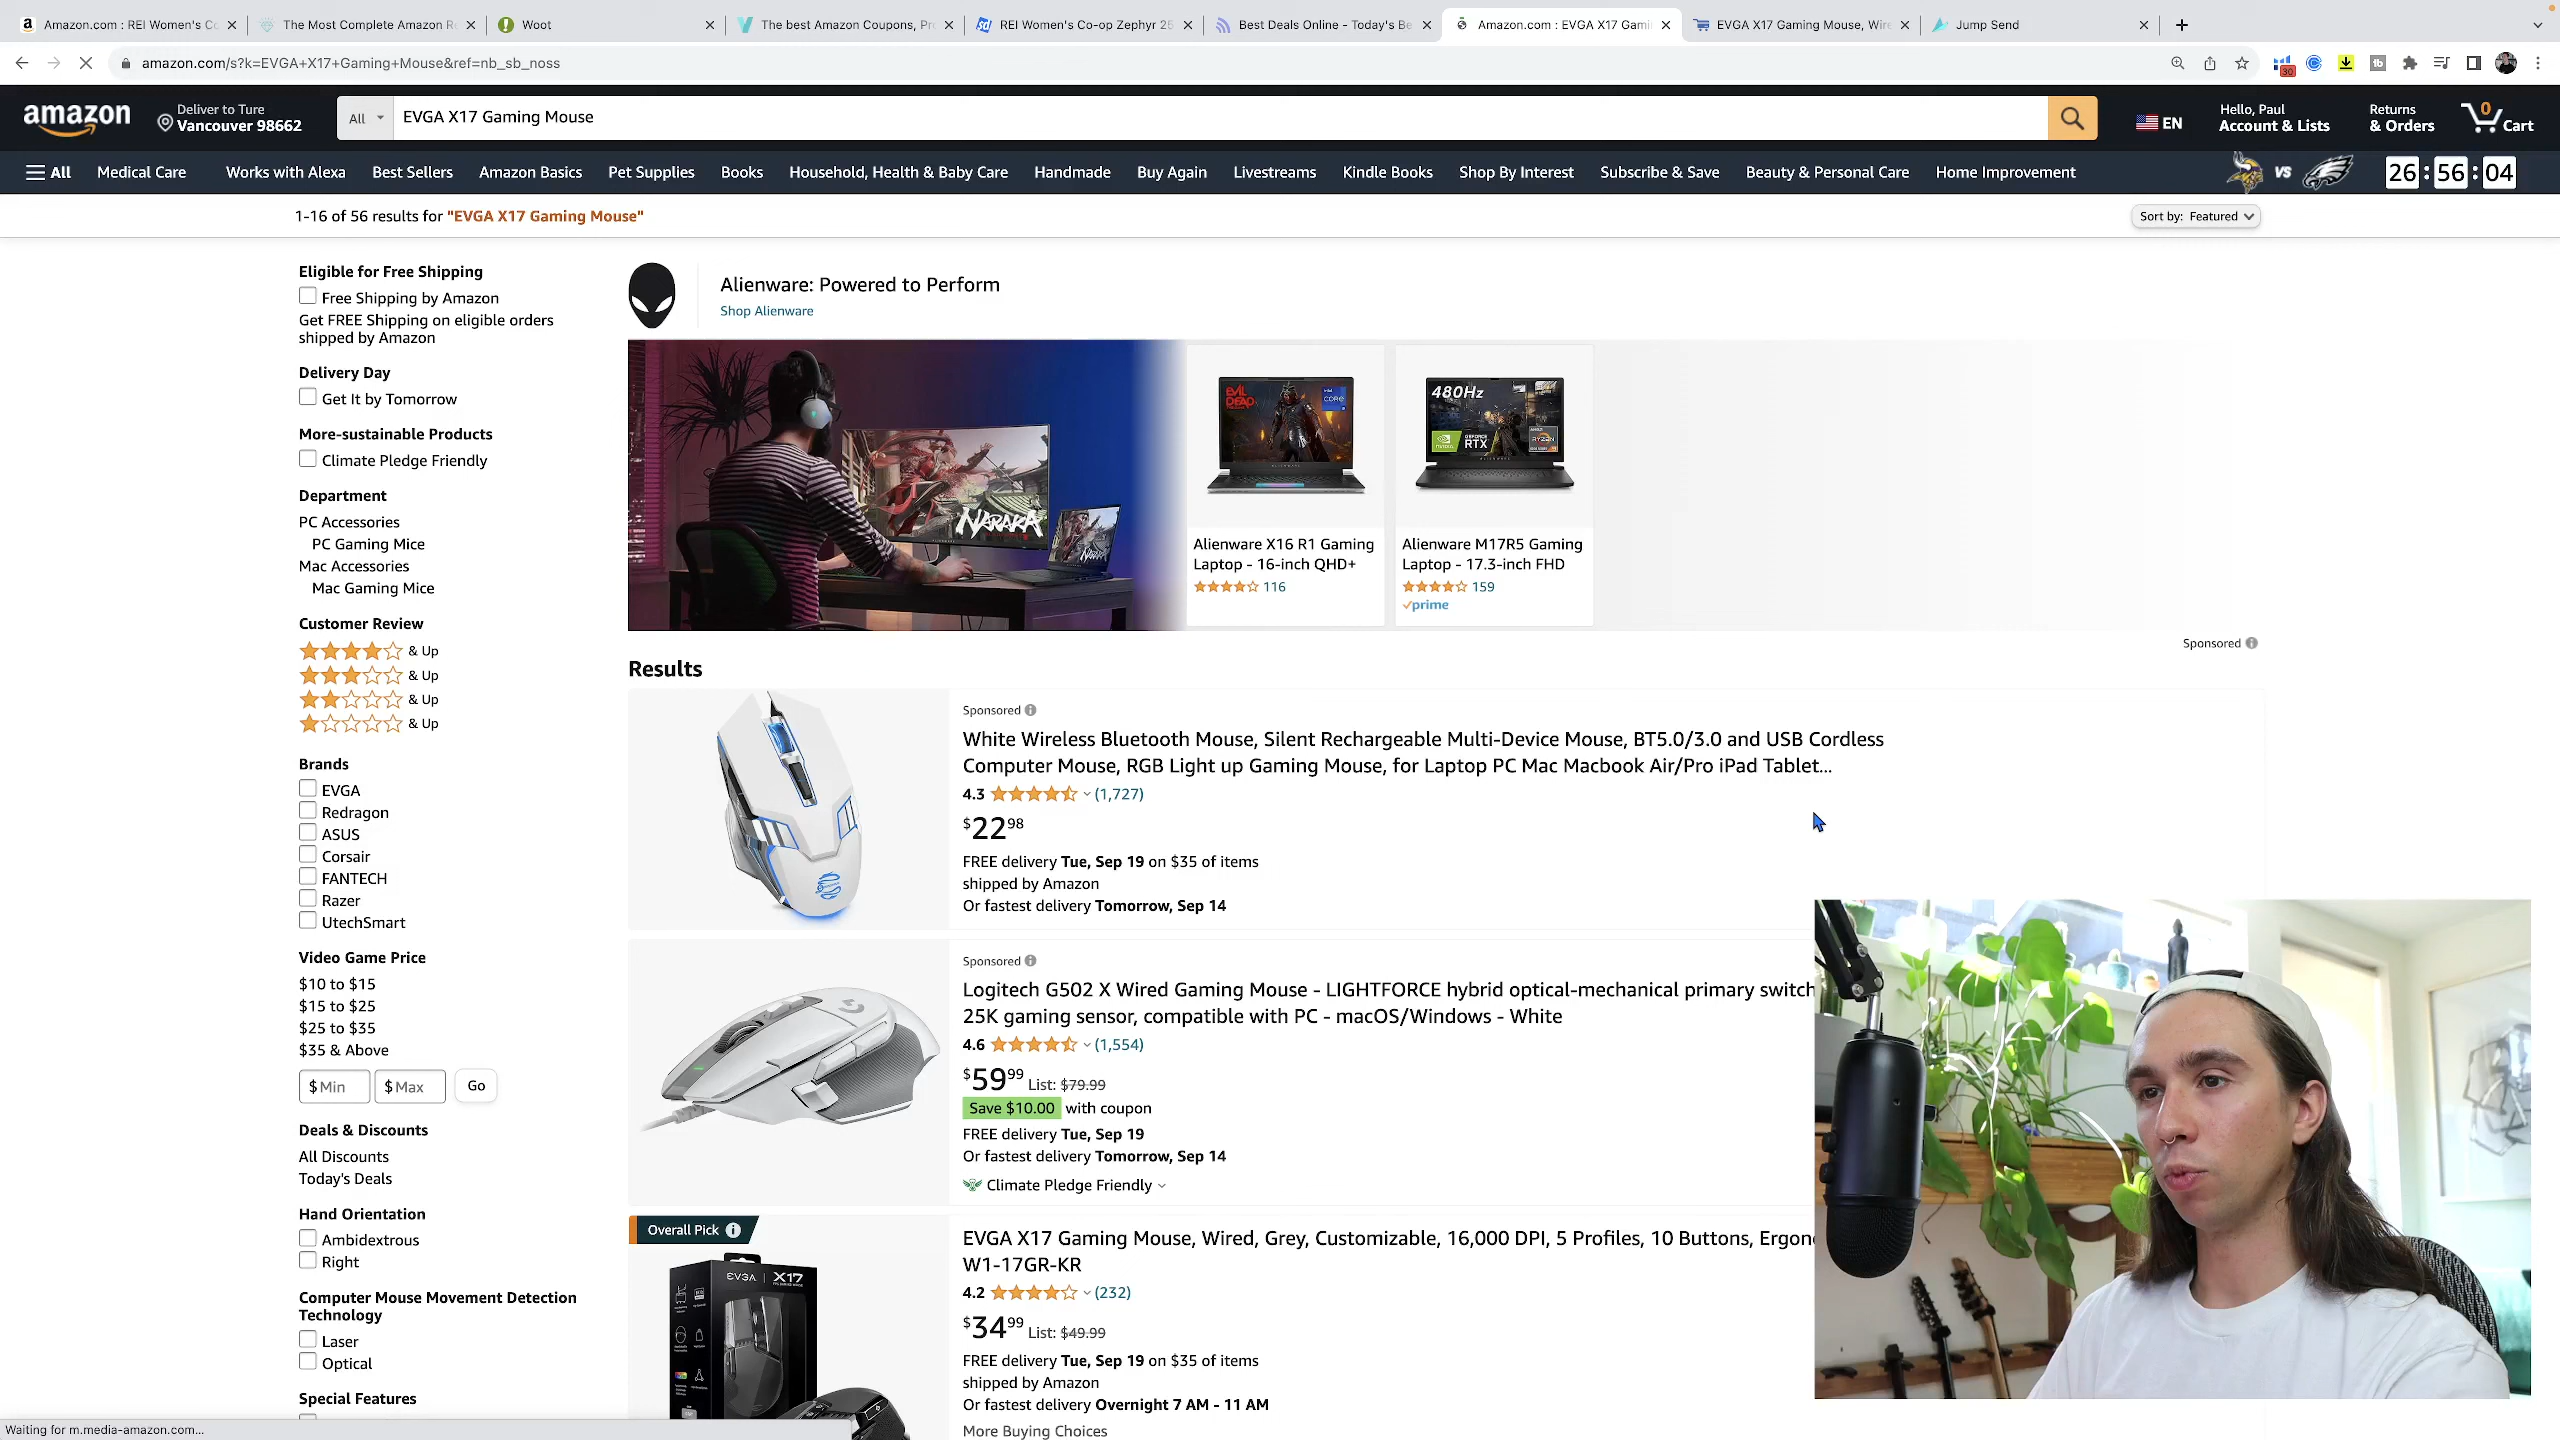 Amazon.com : REI Women's Co
The Most Complete Amazon Re
Woot
The best Amazon Coupons, Pr
REI Women's Co-op Zephyr 25
Best Deals Online - Today's Be
Amazon.com : EVGA X17 Gami
EVGA X17 Gaming Mouse, Wire
Jump Send
amazon.com/s?k=EVGA+X17+Gaming+Mouse&ref=nb_sb_noss
30
amazon
Deliver to Ture
Vancouver 98662
All
EVGA X17 Gaming Mouse
EN
Hello, Paul
Account & Lists
Returns
& Orders
0
Cart
All
Medical Care
Works with Alexa
Best Sellers
Amazon Basics
Pet Supplies
Books
Household, Health & Baby Care
Handmade
Buy Again
Livestreams
Kindle Books
Shop By Interest
Subscribe & Save
Beauty & Personal Care
Home Improvement
VS
26 : 56 : 04
1-16 of 56 results for "EVGA X17 Gaming Mouse"
Sort by: Featured
Eligible for Free Shipping
Free Shipping by Amazon
Get FREE Shipping on eligible orders
shipped by Amazon
Delivery Day
Get It by Tomorrow
More-sustainable Products
Climate Pledge Friendly
Department
PC Accessories
PC Gaming Mice
Mac Accessories
Mac Gaming Mice
Customer Review
& Up
& Up
& Up
& Up
Brands
EVGA
Redragon
ASUS
Corsair
FANTECH
Razer
UtechSmart
Video Game Price
$10 to $15
$15 to $25
$25 to $35
$35 & Above
$ Min
$ Max
Go
Deals & Discounts
All Discounts
Today's Deals
Hand Orientation
Ambidextrous
Right
Computer Mouse Movement Detection
Technology
Laser
Optical
Special Features
Waiting for m.media-amazon.com...
Alienware: Powered to Perform
Shop Alienware
NARAKA
EVIL
DEAD
CORE
480Hz
GEFORCE
RTX
RYZEN
Alienware X16 R1 Gaming
Laptop - 16-inch QHD+
116
Alienware M17R5 Gaming
Laptop - 17.3-inch FHD
159
prime
Sponsored
Results
Sponsored
White Wireless Bluetooth Mouse, Silent Rechargeable Multi-Device Mouse, BT5.0/3.0 and USB Cordless
Computer Mouse, RGB Light up Gaming Mouse, for Laptop PC Mac Macbook Air/Pro iPad Tablet...
4.3 (1,727)
$22 98
FREE delivery Tue, Sep 19 on $35 of items
shipped by Amazon
Or fastest delivery Tomorrow, Sep 14
Sponsored
Logitech G502 X Wired Gaming Mouse - LIGHTFORCE hybrid optical-mechanical primary switch
25K gaming sensor, compatible with PC - macOS/Windows - White
4.6 (1,554)
$59 99 List: $79.99
Save $10.00 with coupon
FREE delivery Tue, Sep 19
Or fastest delivery Tomorrow, Sep 14
Climate Pledge Friendly
Overall Pick
EVGA | X17
EVGA X17 Gaming Mouse, Wired, Grey, Customizable, 16,000 DPI, 5 Profiles, 10 Buttons, Ergono
W1-17GR-KR
4.2 (232)
$34 99 List: $49.99
FREE delivery Tue, Sep 19 on $35 of items
shipped by Amazon
Or fastest delivery Overnight 7 AM - 11 AM
More Buying Choices